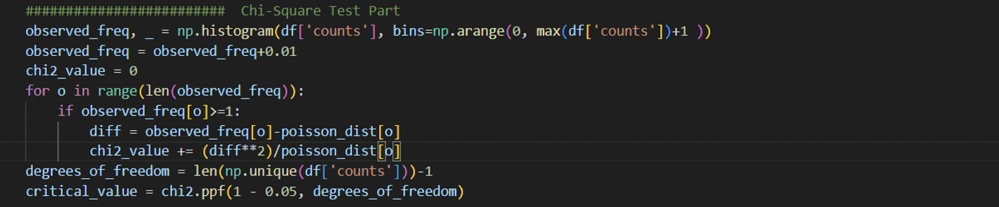 #########################  Chi-Square Test Part
observed_freq, _ = np.histogram(df['counts'], bins=np.arange(0, max(df['counts'])+1 ))
observed_freq = observed_freq+0.01
chi2_value = 0
for o in range(len(observed_freq)):
    if observed_freq[o]>=1:
        diff = observed_freq[o]-poisson_dist[o]
        chi2_value += (diff**2)/poisson_dist[o]
degrees_of_freedom = len(np.unique(df['counts']))-1
critical_value = chi2.ppf(1 - 0.05, degrees_of_freedom)